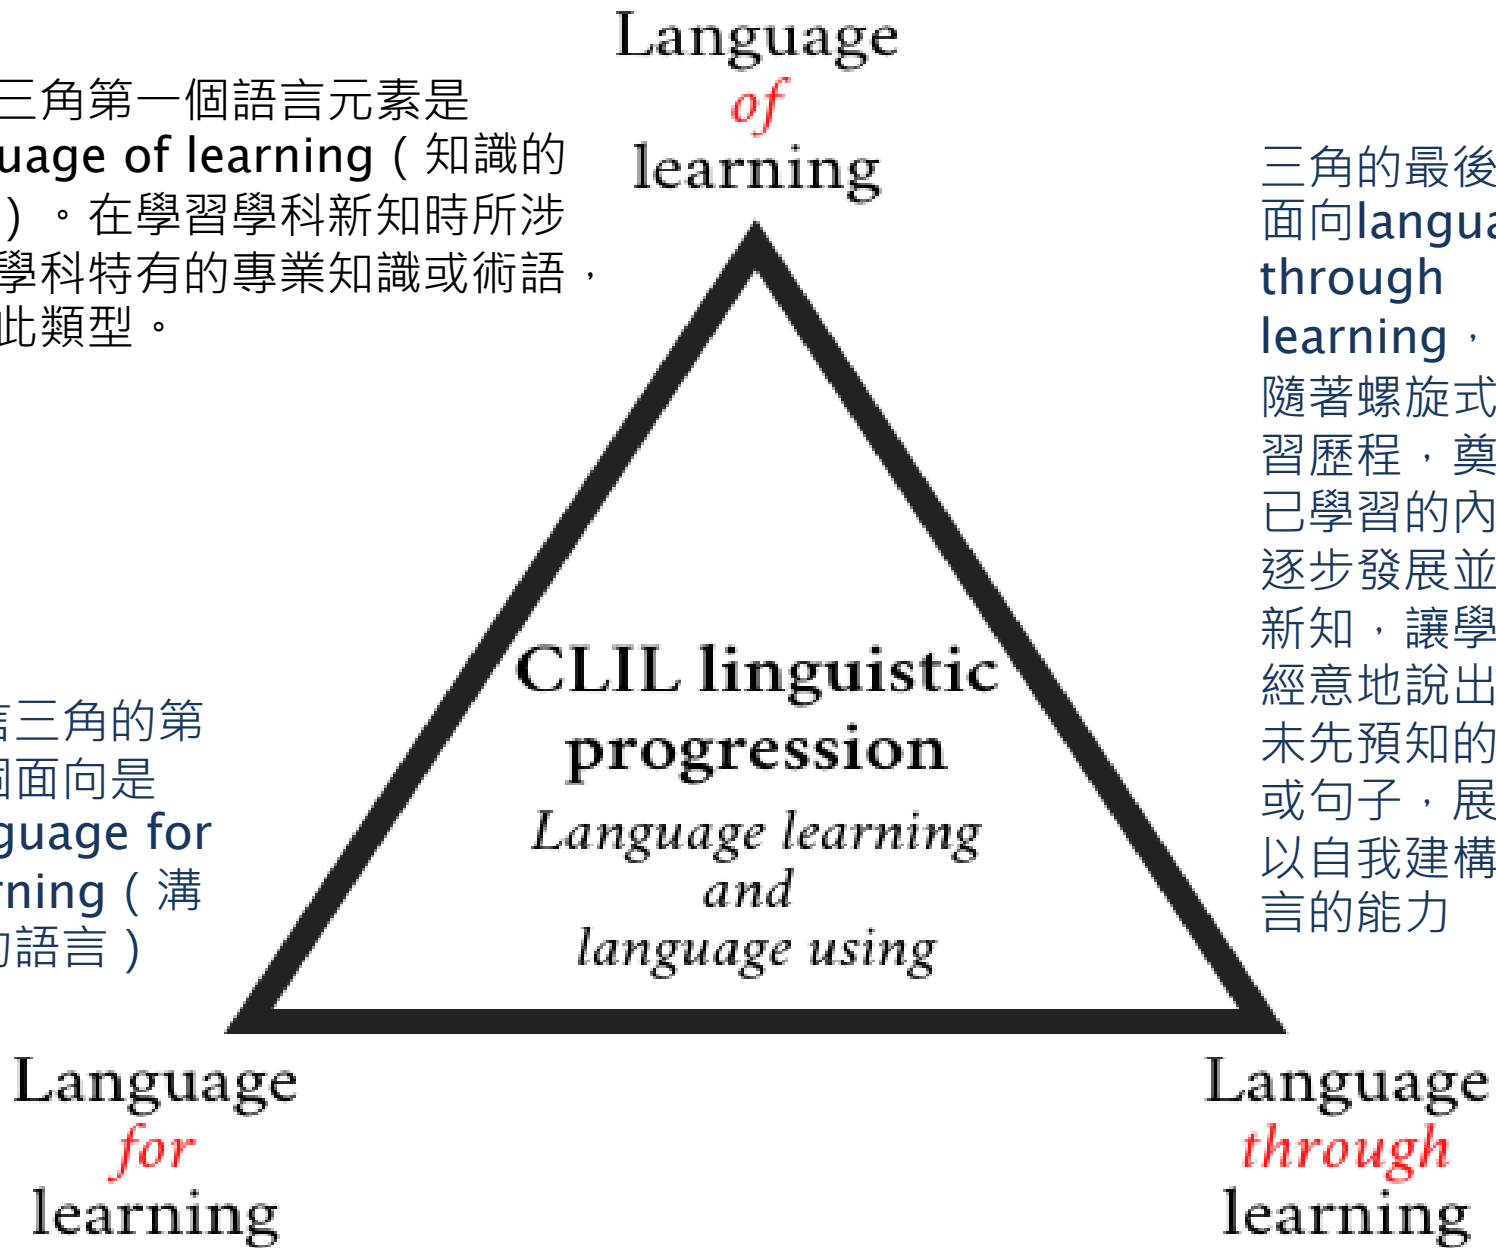 Language
of
learning
三角第一個語言元素是
uage of learning（知識的
）。在學習學科新知時所涉
學科特有的專業知識或術語，
此類型。
三角的最後
面向langua
through
learning，
隨著螺旋式
習歷程，奠
已學習的內
逐步發展並
新知，讓學
經意地說出
未先預知的
或句子，展
以自我建構
言的能力
言三角的第
個面向是
guage for
rning（溝
的語言）
CLIL linguistic
progression
Language learning
and
language using
Language
for
learning
Language
through
learning